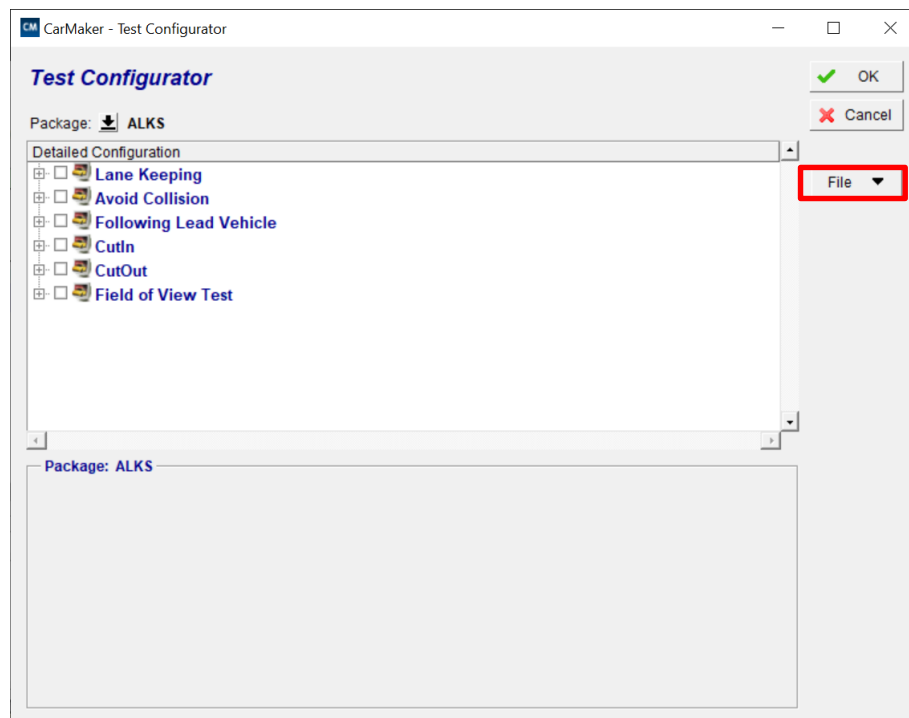 CM CarMaker - Test Configurator
Test Configurator
OK
Package: ALKS
Cancel
Detailed Configuration
Lane Keeping
File
Avoid Collision
Following Lead Vehicle
CutIn
CutOut
Field of View Test
Package: ALKS